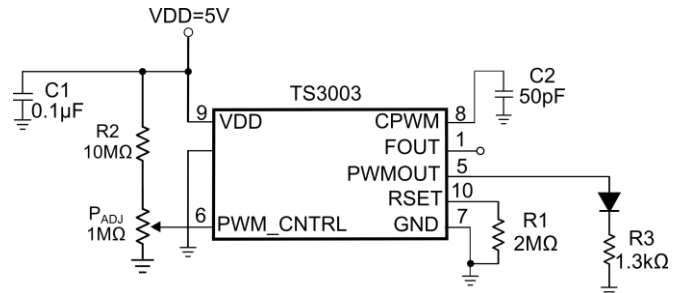 VDD=5V
TS3003
C1
0.1µF
C2
50pF
9
VDD
CPWM
8
FOUT
1
PWMOUT
5
RSET
10
GND
7
6
PWM_CNTRL
R2
10MΩ
PADJ
1MΩ
R1
2MΩ
R3
1.3kΩ